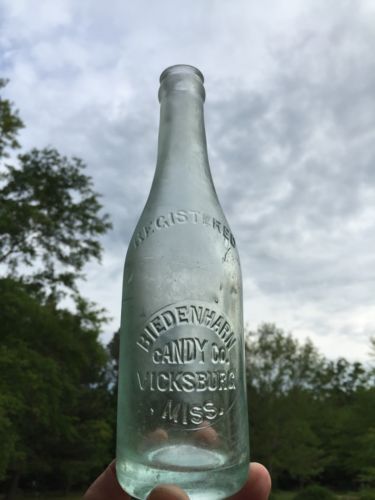 REGISTERED
BIEDENHARN
CANDY CO.
VICKSBURG
MISS.